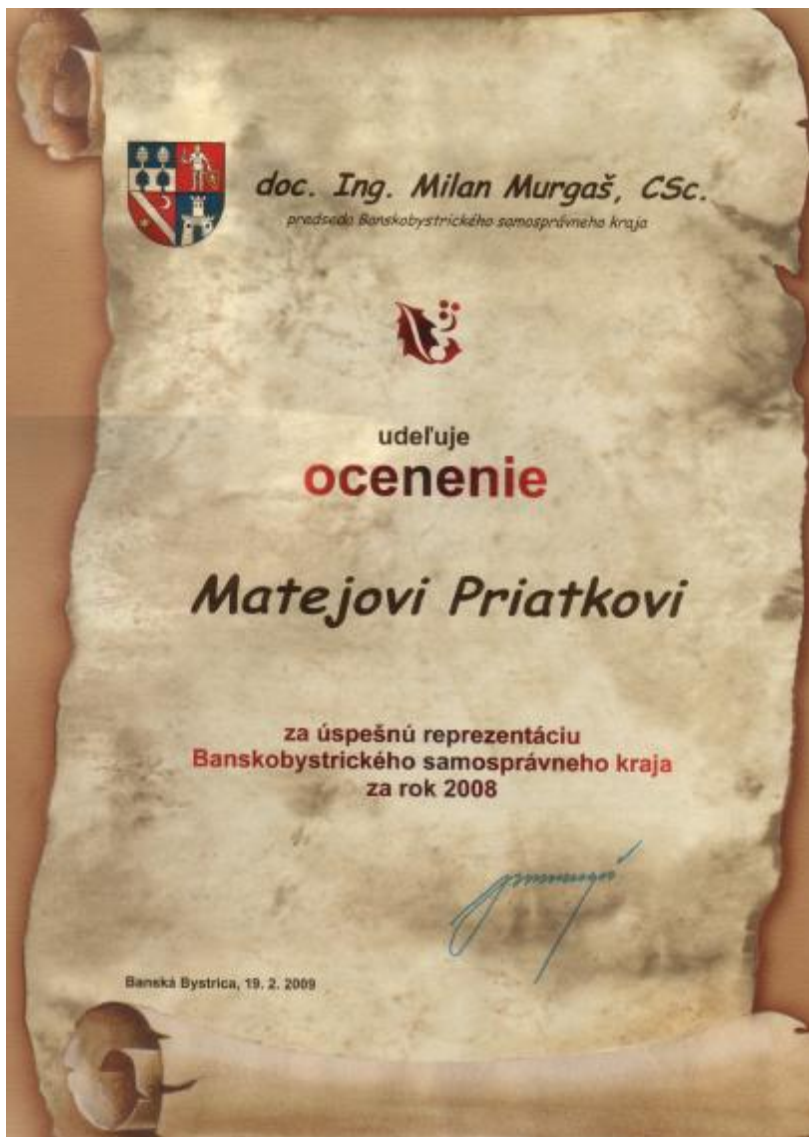 doc. Ing. Milan Murgaš, CSc.
predseda Banskobystrického samosprávneho kraja
udeľuje
ocenenie
Matejovi Priatkovi
za úspešnú reprezentáciu
Banskobystrického samosprávneho kraja
za rok 2008
Banská Bystrica, 19. 2. 2009